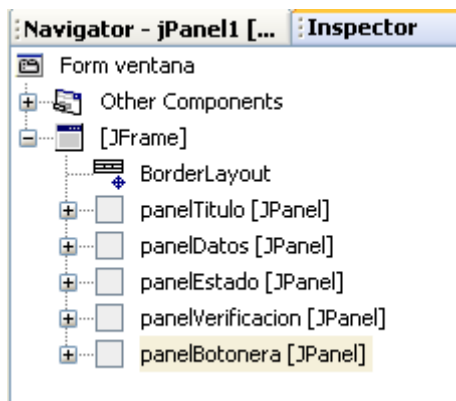 Navigator - jPanel1 [... Inspector
Form ventana
Other Components
[JFrame]
BorderLayout
panelTitulo [JPanel]
panelDatos [JPanel]
panelEstado [JPanel]
panelVerificacion [JPanel]
panelBotonera [JPanel]